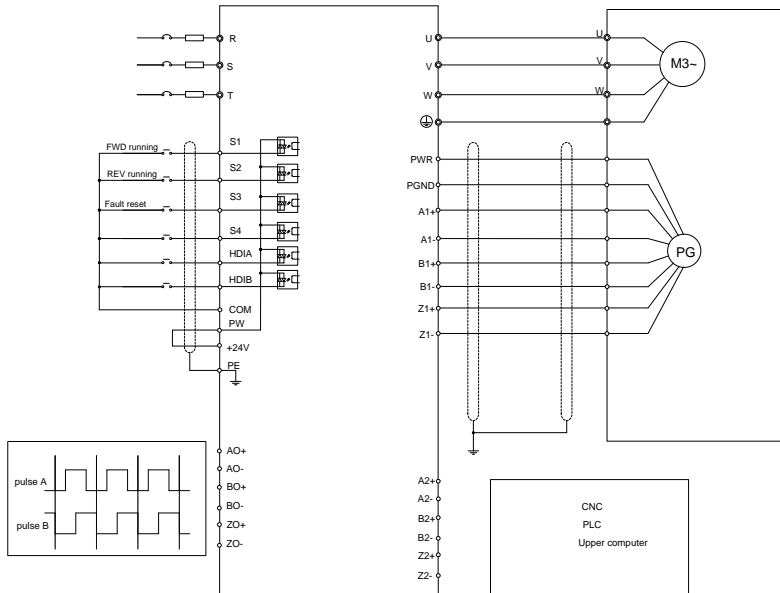 R
S
T
FWD running
REV running
Fault reset
S1
S2
S3
S4
HDIA
HDIB
COM
PW
+24V
PE
AO+
AO-
BO+
BO-
ZO+
ZO-
pulse A
pulse B
U
V
W
PWR
PGND
A1+
A1-
B1+
B1-
Z1+
Z1-
A2+
A2-
B2+
B2-
Z2+
Z2-
U
V
W
M3~
PG
CNC
PLC
Upper computer